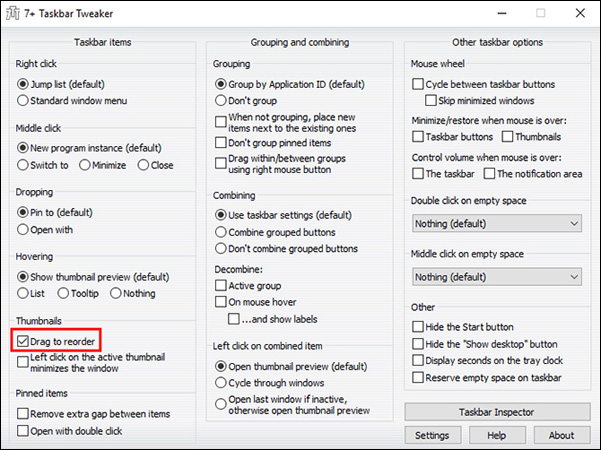 7+ Taskbar Tweaker
Taskbar items
Right click
Jump list (default)
Standard window menu
Middle click
New program instance (default)
Switch to Minimize Close
Dropping
Pin to (default)
Open with
Hovering
Show thumbnail preview (default)
List Tooltip Nothing
Thumbnails
Drag to reorder
Left click on the active thumbnail
minimizes the window
Pinned items
Remove extra gap between items
Open with double click
Grouping and combining
Grouping
Group by Application ID (default)
Don't group
When not grouping, place new
items next to the existing ones
Don't group pinned items
Drag within/between groups
using right mouse button
Combining
Use taskbar settings (default)
Combine grouped buttons
Don't combine grouped buttons
Decombine:
Active group
On mouse hover
...and show labels
Left click on combined item
Open thumbnail preview (default)
Cycle through windows
Open last window if inactive,
otherwise open thumbnail preview
Other taskbar options
Mouse wheel
Cycle between taskbar buttons
Skip minimized windows
Minimize/restore when mouse is over:
Taskbar buttons Thumbnails
Control volume when mouse is over:
The taskbar The notification area
Double click on empty space
Nothing (default)
Middle click on empty space
Nothing (default)
Other
Hide the Start button
Hide the "Show desktop" button
Display seconds on the tray clock
Reserve empty space on taskbar
Taskbar Inspector
Settings Help About